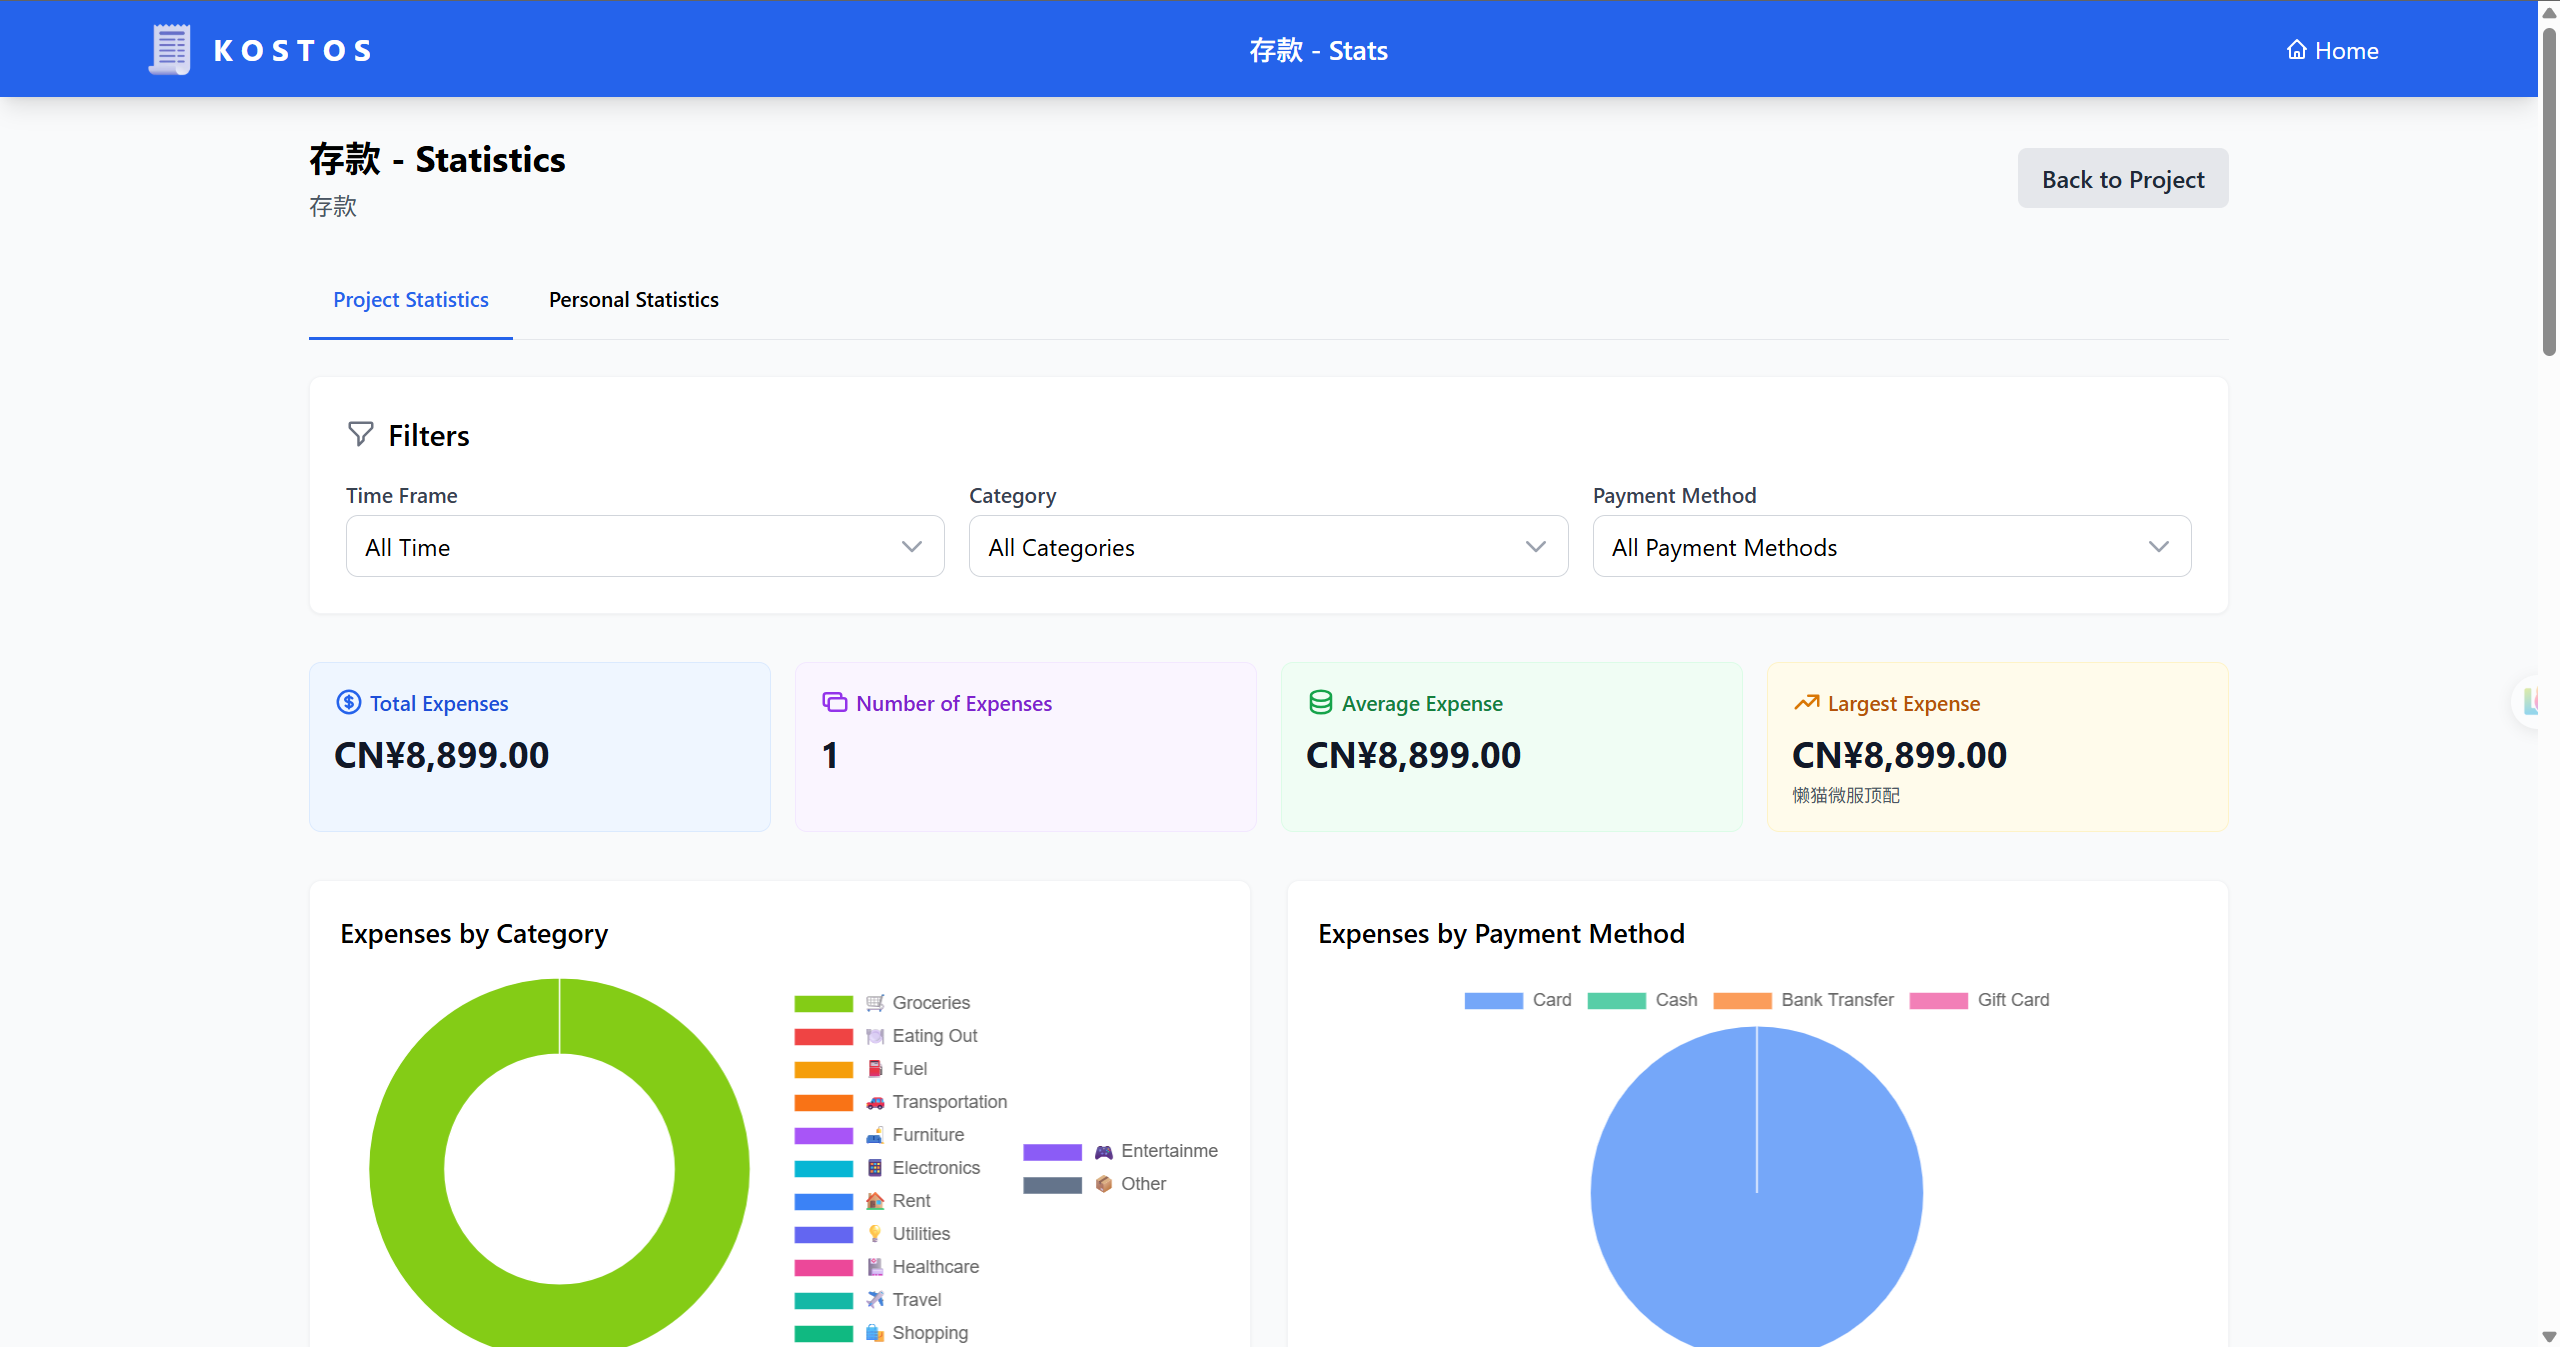 KOSTOS
存款 - Stats
Home
存款 - Statistics
存款
Back to Project
Project Statistics
Personal Statistics
Filters
Time Frame
Category
Payment Method
All Time
All Categories
All Payment Methods
Total Expenses
CN¥8,899.00
Number of Expenses
1
Average Expense
CN¥8,899.00
Largest Expense
CN¥8,899.00
懒猫微服顶配
Expenses by Category
Groceries
Eating Out
Fuel
Transportation
Furniture
Electronics
Rent
Utilities
Healthcare
Travel
Shopping
Entertainme
Other
Expenses by Payment Method
Card
Cash
Bank Transfer
Gift Card